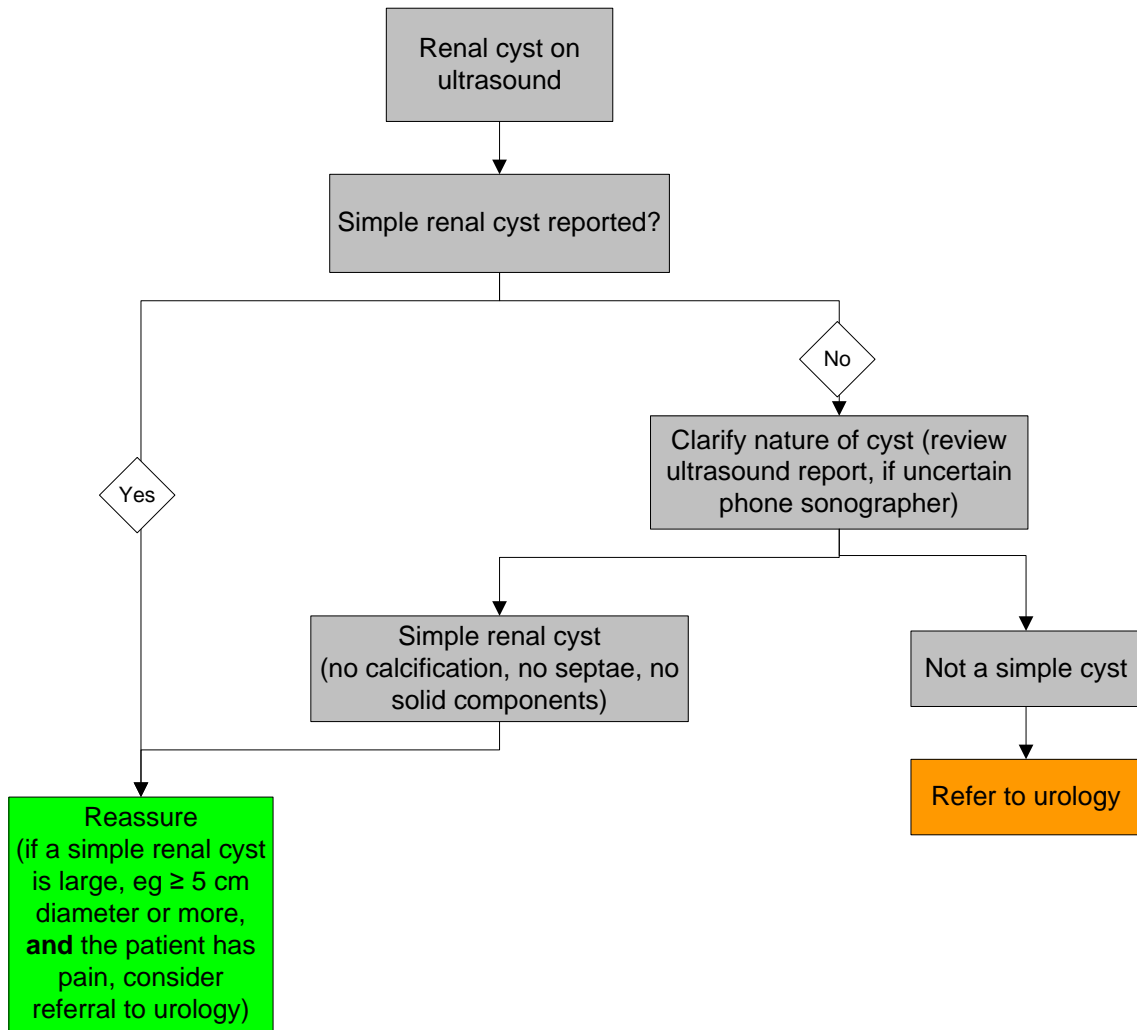 Renal cyst on
ultrasound
Simple renal cyst reported?
No
Clarify nature of cyst (review
ultrasound report, if uncertain
phone sonographer)
Yes
Simple renal cyst
(no calcification, no septae, no
solid components)
Not a simple cyst
Refer to urology
Reassure
(if a simple renal cyst
is large, eg ≥ 5 cm
diameter or more,
and the patient has
pain, consider
referral to urology)